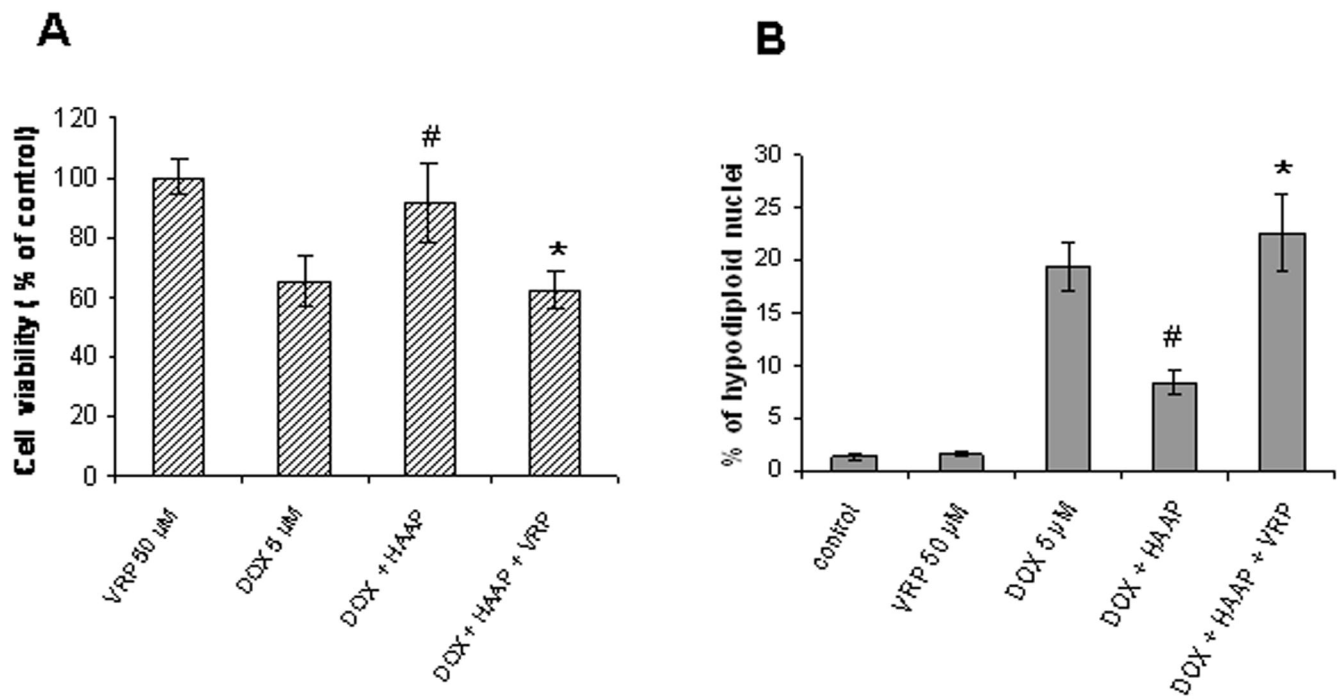 A
Cell viability ( % of control)
120
100
80
60
40
20
0
#
*
VRP 50 µM
DOX 5 µM
DOX + HAAP
DOX + HAAP + VRP
B
% of hypodiploid nuclei
30
25
20
15
10
5
0
#
*
control
VRP 50 µM
DOX 5 µM
DOX + HAAP
DOX + HAAP + VRP